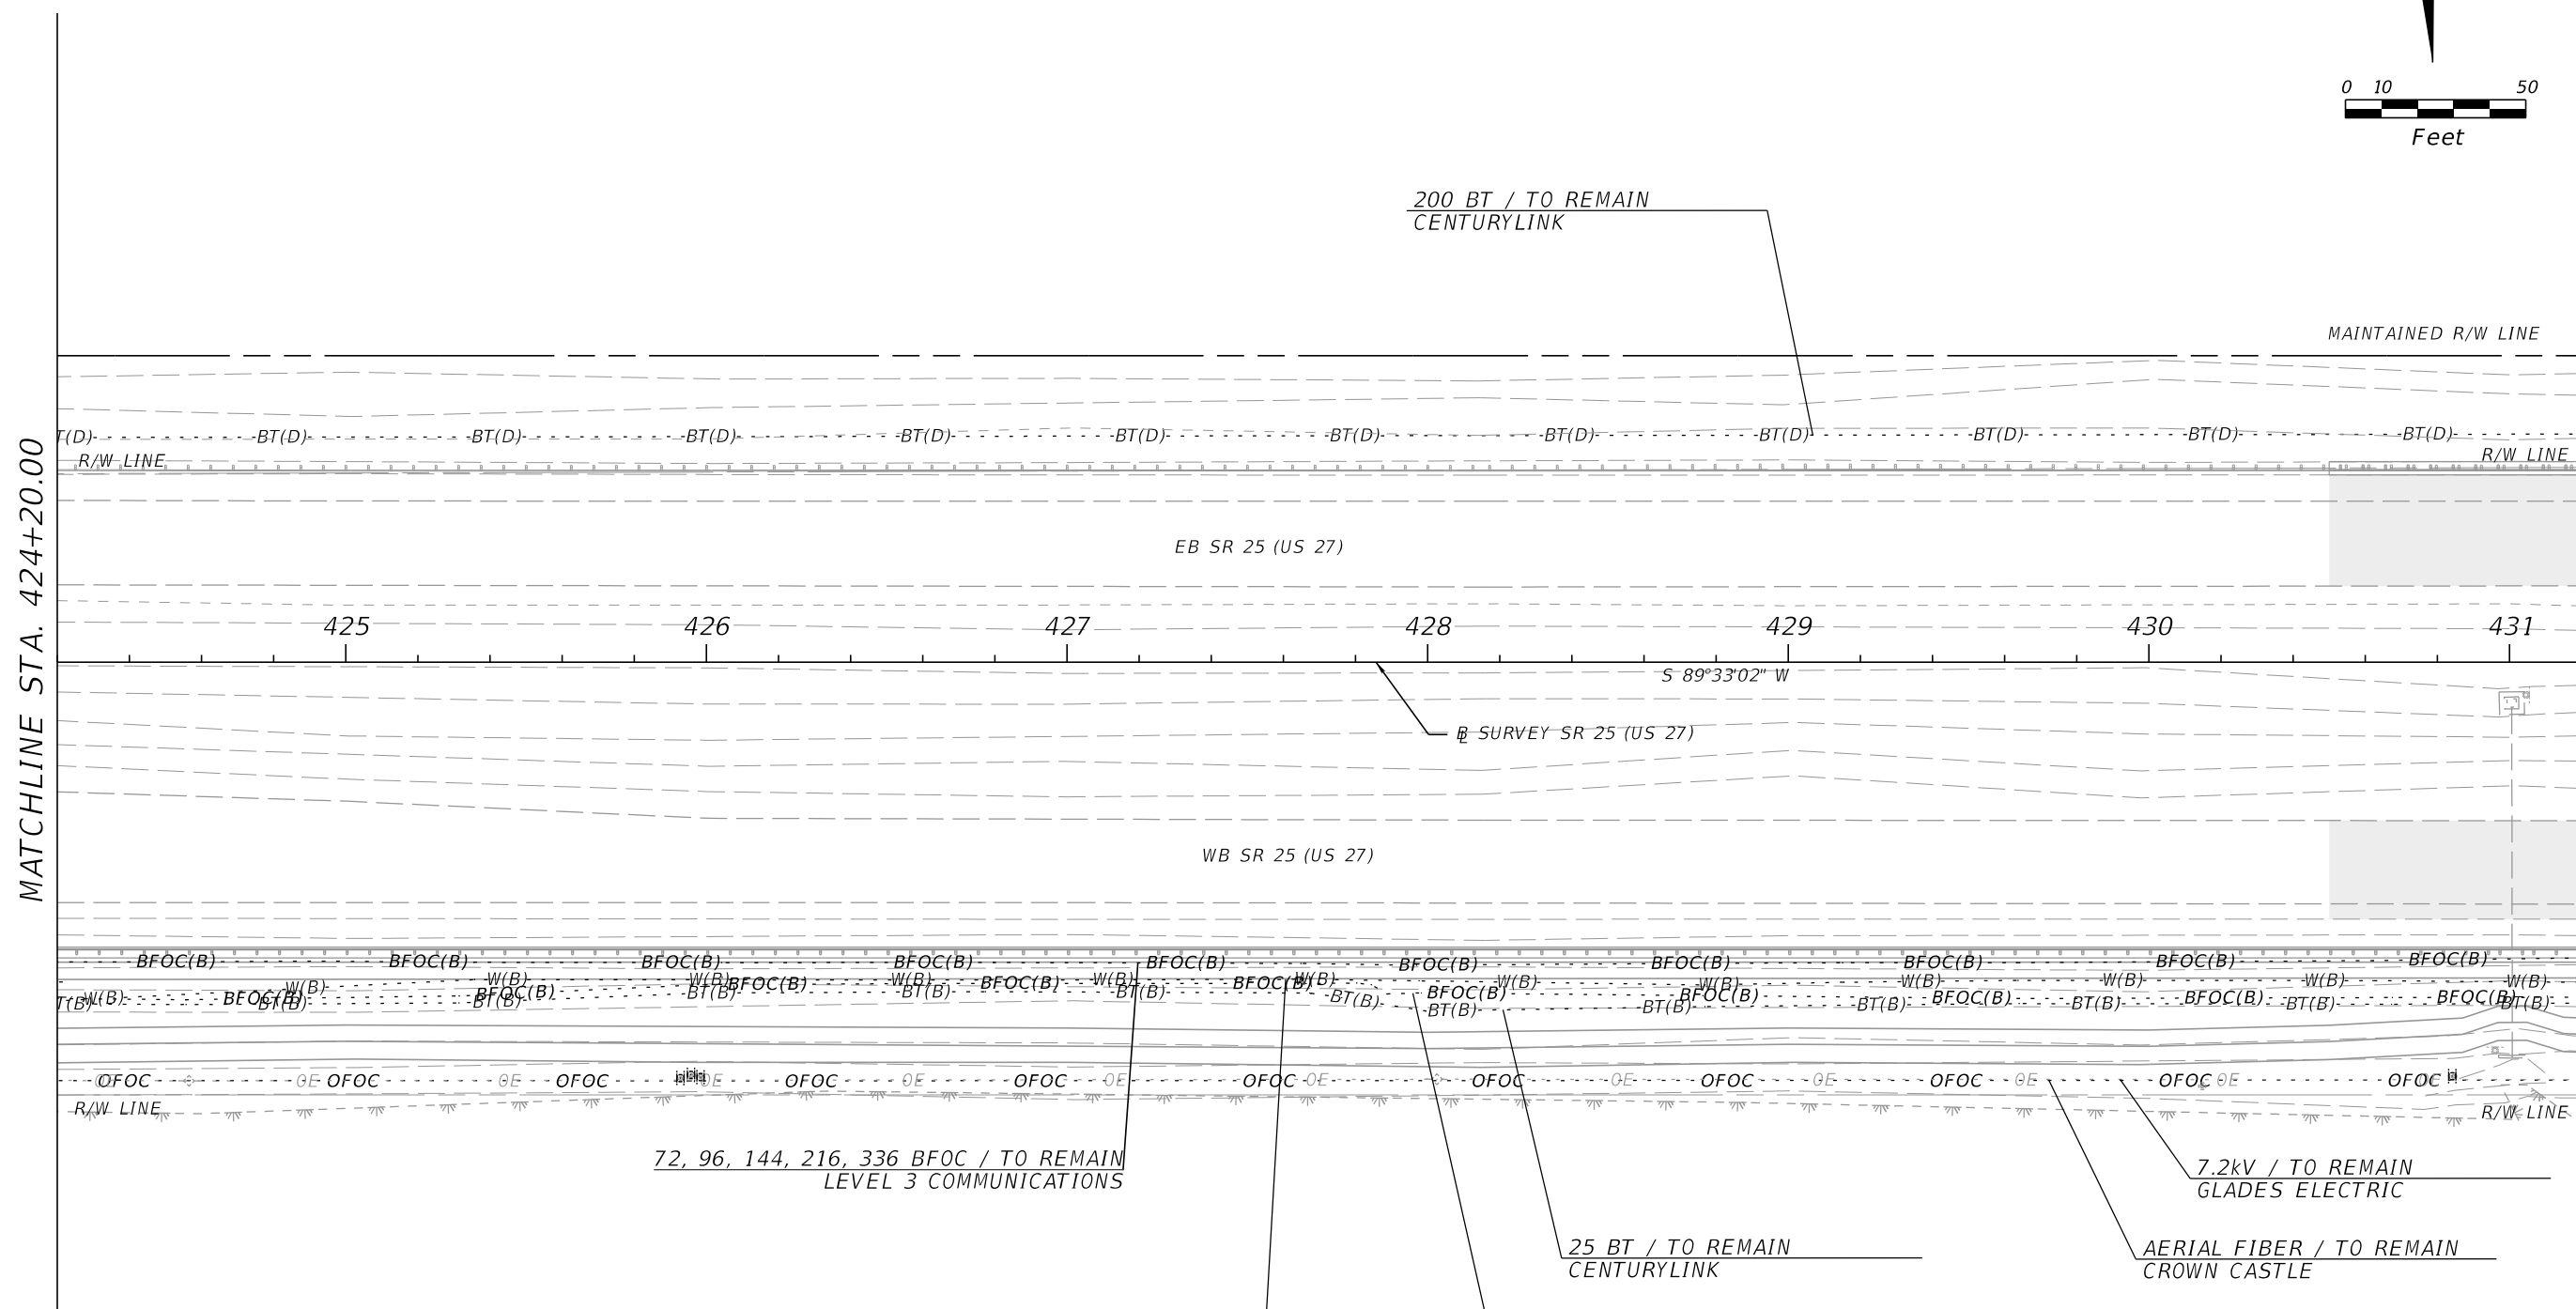 0 10 50
Feet
200 BT / TO REMAIN
CENTURYLINK
MAINTAINED R/W LINE
T(D) BT(D) BT(D) BT(D) BT(D) BT(D) BT(D) BT(D) BT(D) BT(D) BT(D) BT(D)
R/W LINE R/W LINE
MATCHLINE STA. 424+20.00
EB SR 25 (US 27)
425 426 427 428 429 430 431
S 89°33'02" W
BL SURVEY SR 25 (US 27)
WB SR 25 (US 27)
BFOC(B) BFOC(B) BFOC(B) BFOC(B) BFOC(B) BFOC(B) BFOC(B) BFOC(B) BFOC(B) BFOC(B)
W(B) W(B) W(B) W(B) W(B) W(B) W(B) W(B) W(B) W(B) W(B) W(B) W(B)
BFOC(B) BFOC(B) BFOC(B) BFOC(B) BFOC(B) BFOC(B) BFOC(B) BFOC(B) BFOC(B) BFOC(B)
T(B) BT(B) BT(B) BT(B) BT(B) BT(B) BT(B) BT(B) BT(B) BT(B) BT(B) BT(B) BT(B)
OE OFOC OE OFOC OE OFOC OE OFOC OE OFOC OE OFOC OE OFOC OE OFOC OE OFOC OE OFOC OE OFOC OE
R/W LINE R/W LINE
72, 96, 144, 216, 336 BFOC / TO REMAIN
LEVEL 3 COMMUNICATIONS
7.2kV / TO REMAIN
GLADES ELECTRIC
25 BT / TO REMAIN
CENTURYLINK
AERIAL FIBER / TO REMAIN
CROWN CASTLE